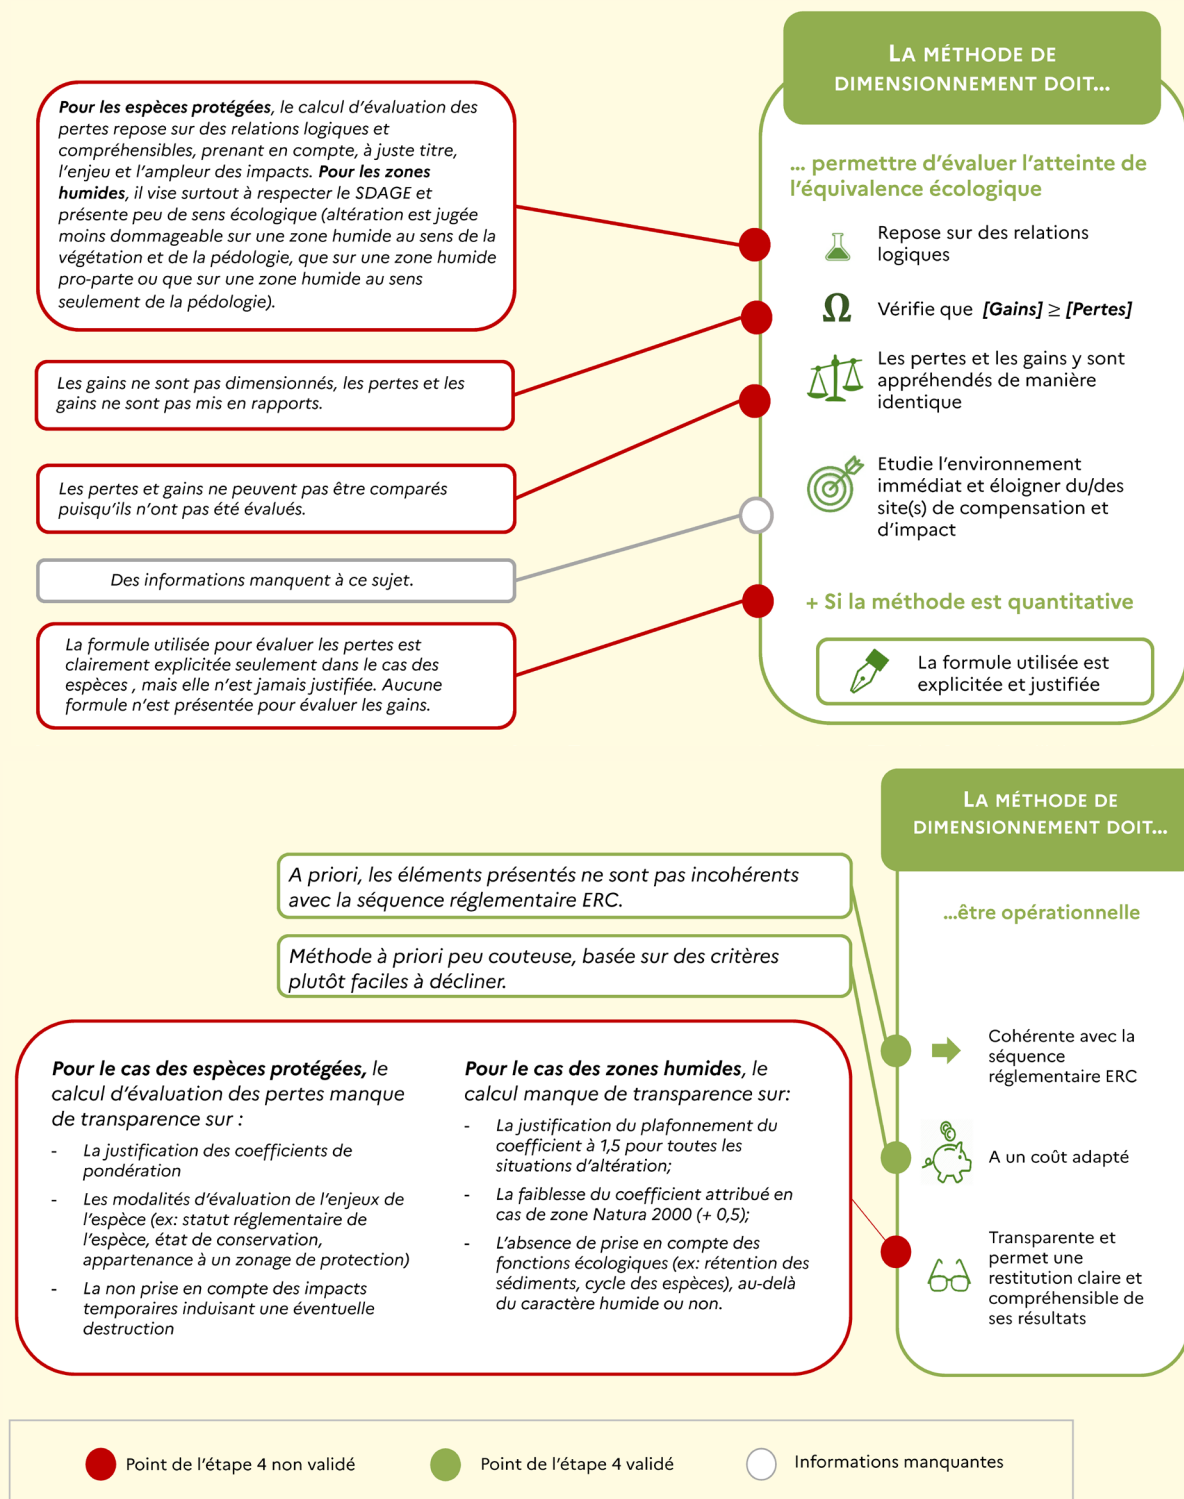 LA MÉTHODE DE
DIMENSIONNEMENT DOIT...
Pour les espèces protégées, le calcul d'évaluation des
pertes repose sur des relations logiques et
compréhensibles, prenant en compte, à juste titre,
l'enjeu et l'ampleur des impacts. Pour les zones
humides, il vise surtout à respecter le SDAGE et
présente peu de sens écologique (altération est jugée
moins dommageable sur une zone humide au sens de la
végétation et de la pédologie, que sur une zone humide
pro-parte ou que sur une zone humide au sens
seulement de la pédologie).
Les gains ne sont pas dimensionnés, les pertes et les
gains ne sont pas mis en rapports.
Les pertes et gains ne peuvent pas être comparés
puisqu'ils n'ont pas été évalués.
Des informations manquent à ce sujet.
La formule utilisée pour évaluer les pertes est
clairement explicitée seulement dans le cas des
espèces , mais elle n'est jamais justifiée. Aucune
formule n'est présentée pour évaluer les gains.
... permettre d'évaluer l'atteinte de
l'équivalence écologique
Repose sur des relations
logiques
Ω Vérifie que [Gains] ≥ [Pertes]
Les pertes et les gains y sont
appréhendés de manière
identique
Etudie l'environnement
immédiat et éloigner du/des
site(s) de compensation et
d'impact
+ Si la méthode est quantitative
La formule utilisée est
explicitée et justifiée
LA MÉTHODE DE
DIMENSIONNEMENT DOIT...
A priori, les éléments présentés ne sont pas incohérents
avec la séquence réglementaire ERC.
Méthode à priori peu couteuse, basée sur des critères
plutôt faciles à décliner.
Pour le cas des espèces protégées, le
calcul d'évaluation des pertes manque
de transparence sur :
- La justification des coefficients de
pondération
- Les modalités d'évaluation de l'enjeux de
l'espèce (ex: statut réglementaire de
l'espèce, état de conservation,
appartenance à un zonage de protection)
- La non prise en compte des impacts
temporaires induisant une éventuelle
destruction
Pour le cas des zones humides, le
calcul manque de transparence sur:
- La justification du plafonnement du
coefficient à 1,5 pour toutes les
situations d'altération;
- La faiblesse du coefficient attribué en
cas de zone Natura 2000 (+ 0,5);
- L'absence de prise en compte des
fonctions écologiques (ex: rétention des
sédiments, cycle des espèces), au-delà
du caractère humide ou non.
...être opérationnelle
Cohérente avec la
séquence
réglementaire ERC
A un coût adapté
Transparente et
permet une
restitution claire et
compréhensible de
ses résultats
Point de l'étape 4 non validé
Point de l'étape 4 validé
Informations manquantes